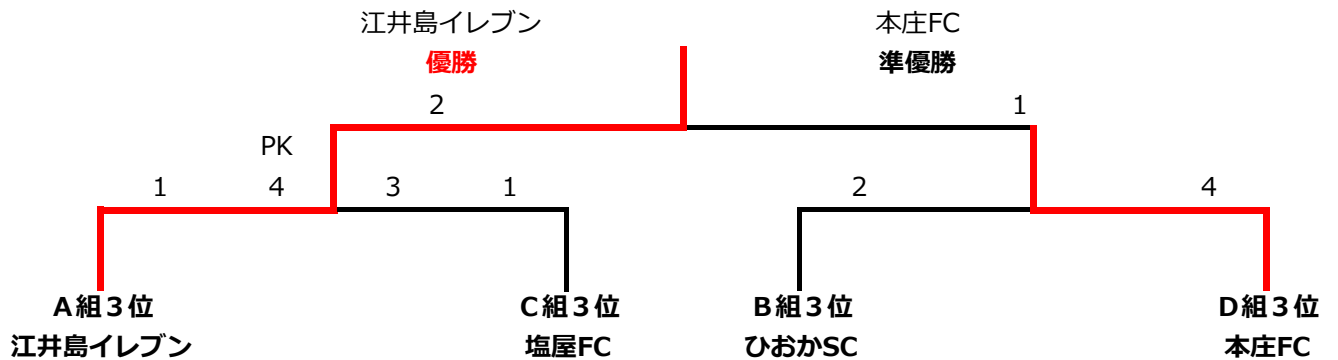 江井島イレブン 本庄FC
優勝 準優勝
2 1
PK
1 4 3 1 2 4
A組３位 C組３位 B組３位 D組３位
江井島イレブン 塩屋FC ひおかSC 本庄FC